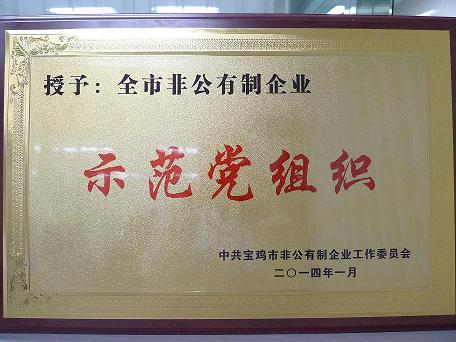 授予：全市非公有制企业
示范党组织
中共宝鸡市非公有制企业工作委员会
二〇一四年一月